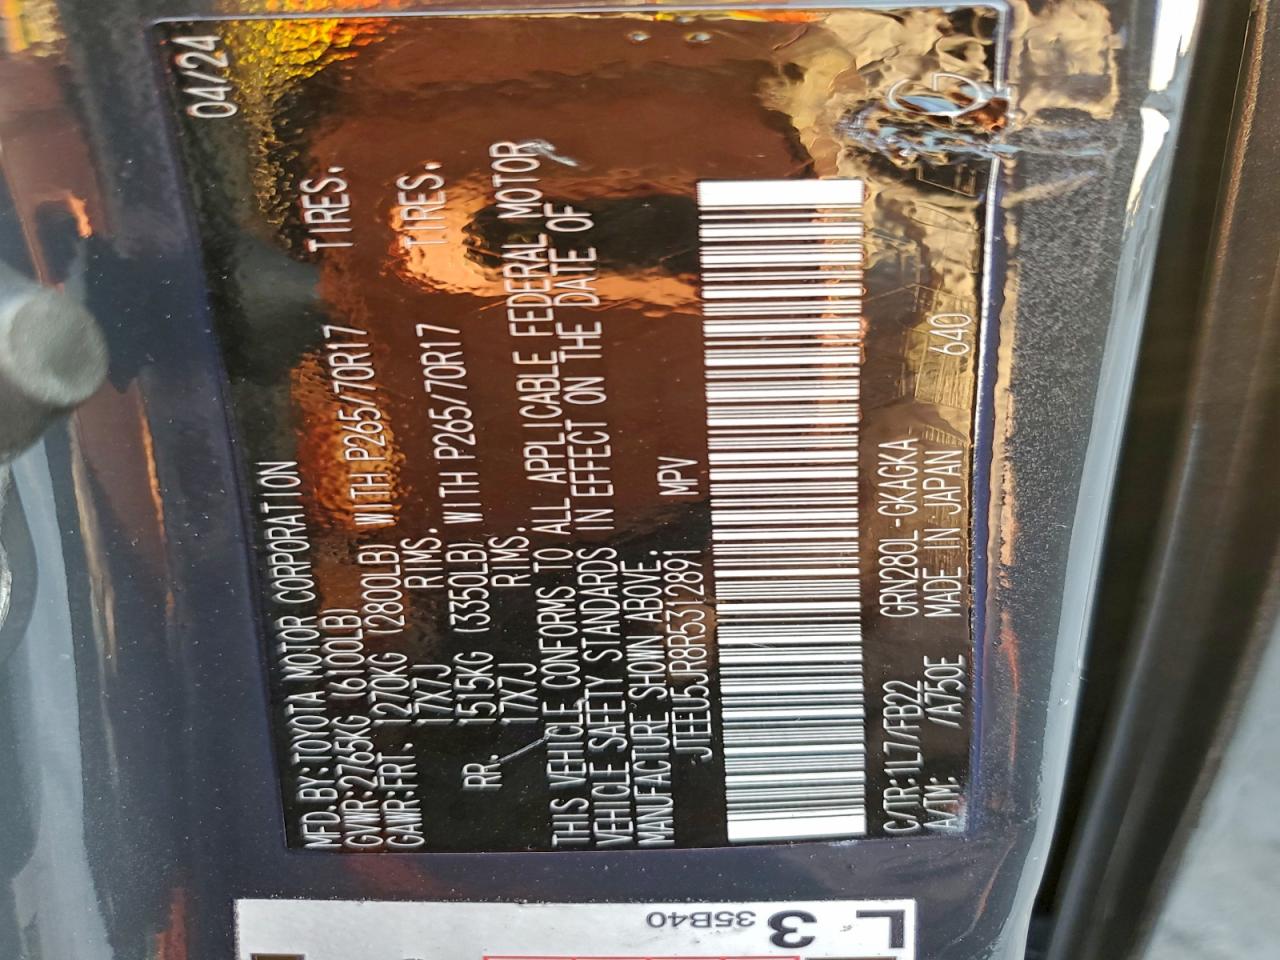 MFD.BY:TOYOTA MOTOR CORPORATION 04/24
GVWR:2765KG (6100LB)
GAWR:FRT. 1270KG (2800LB) WITH P265/70R17 TIRES.
17X7J RIMS.
RR. 1515KG (3350LB) WITH P265/70R17 TIRES.
17X7J RIMS.
THIS VEHICLE CONFORMS TO ALL APPLICABLE FEDERAL MOTOR
VEHICLE SAFETY STANDARDS IN EFFECT ON THE DATE OF
MANUFACTURE SHOWN ABOVE.
JTEEU5JR8R5312891 MPV
C/TR:1L7/FB22 GRN280L-GKAGKA
A/TM: /A750E MADE IN JAPAN 640
L
3
35B40